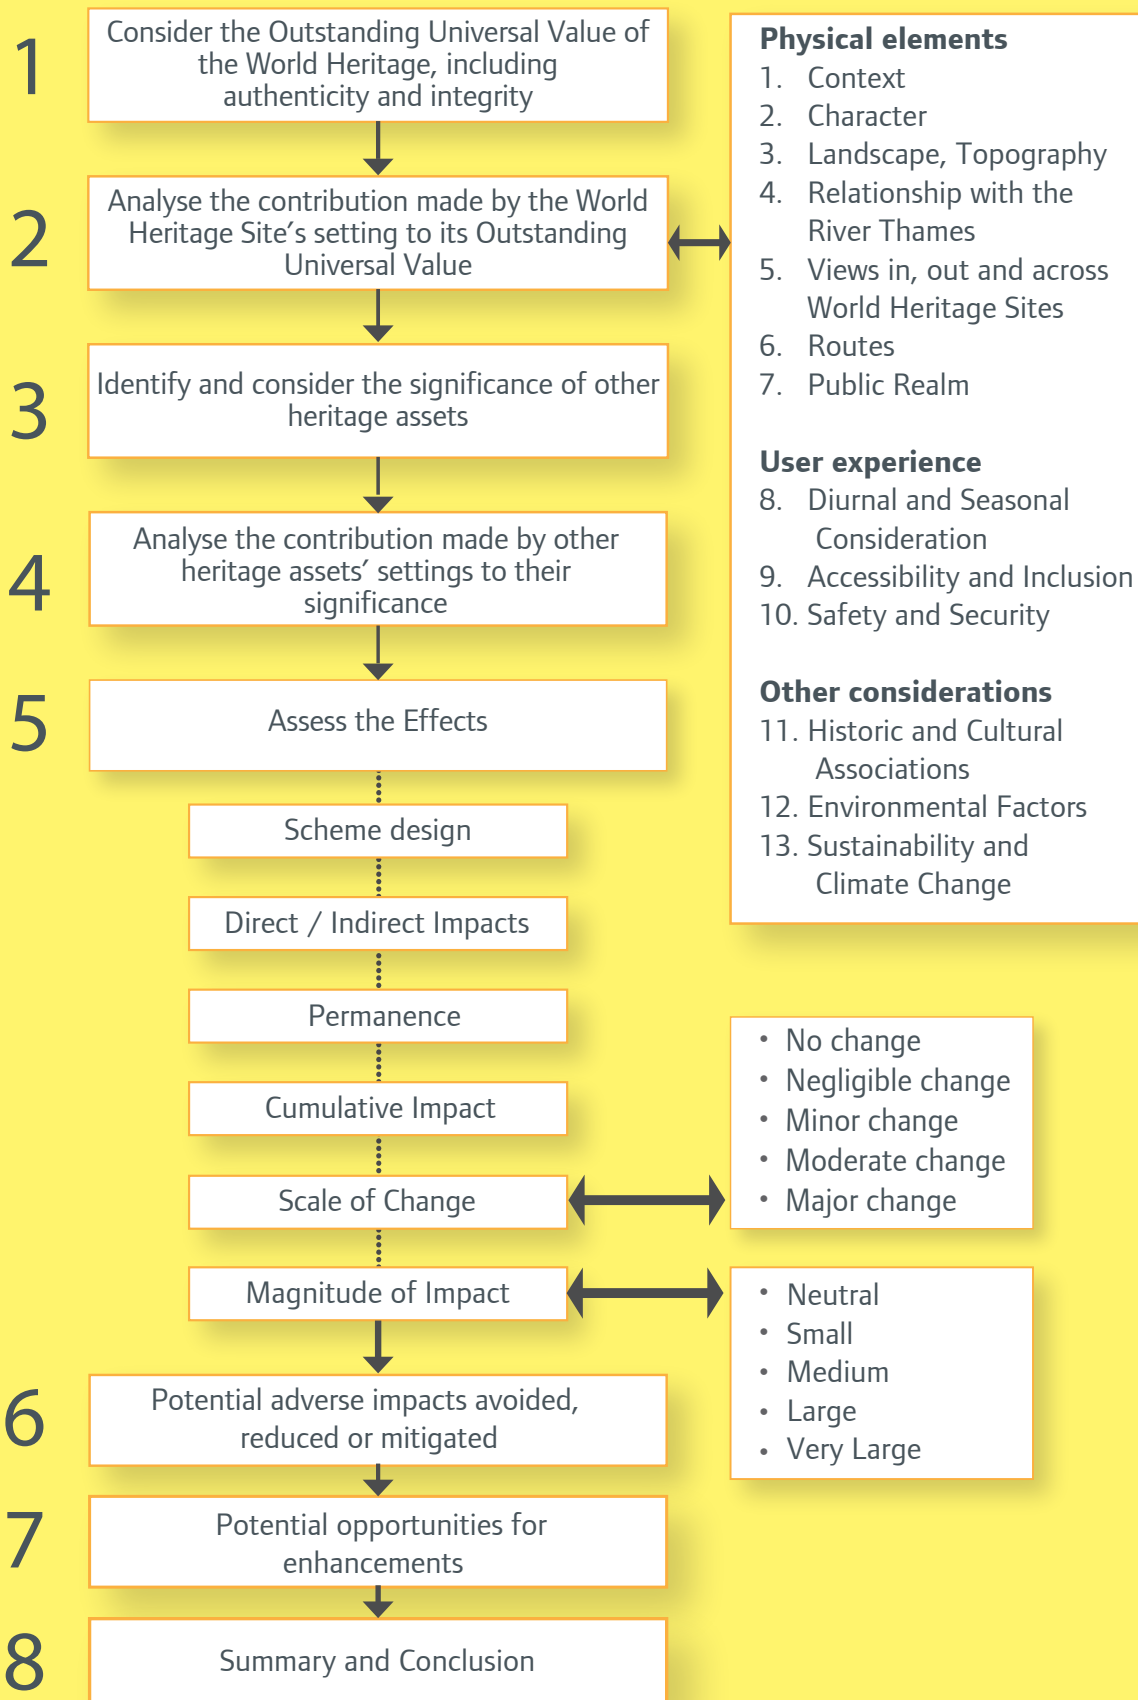 1
Consider the Outstanding Universal Value of
the World Heritage, including
authenticity and integrity
2
Analyse the contribution made by the World
Heritage Site’s setting to its Outstanding
Universal Value
Physical elements
1. Context
2. Character
3. Landscape, Topography
4. Relationship with the
River Thames
5. Views in, out and across
World Heritage Sites
6. Routes
7. Public Realm
User experience
8. Diurnal and Seasonal
Consideration
9. Accessibility and Inclusion
10. Safety and Security
Other considerations
11. Historic and Cultural
Associations
12. Environmental Factors
13. Sustainability and
Climate Change
3
Identify and consider the significance of other
heritage assets
4
Analyse the contribution made by other
heritage assets’ settings to their
significance
5
Assess the Effects
Scheme design
Direct / Indirect Impacts
Permanence
Cumulative Impact
Scale of Change
• No change
• Negligible change
• Minor change
• Moderate change
• Major change
Magnitude of Impact
• Neutral
• Small
• Medium
• Large
• Very Large
6
Potential adverse impacts avoided,
reduced or mitigated
7
Potential opportunities for
enhancements
8
Summary and Conclusion